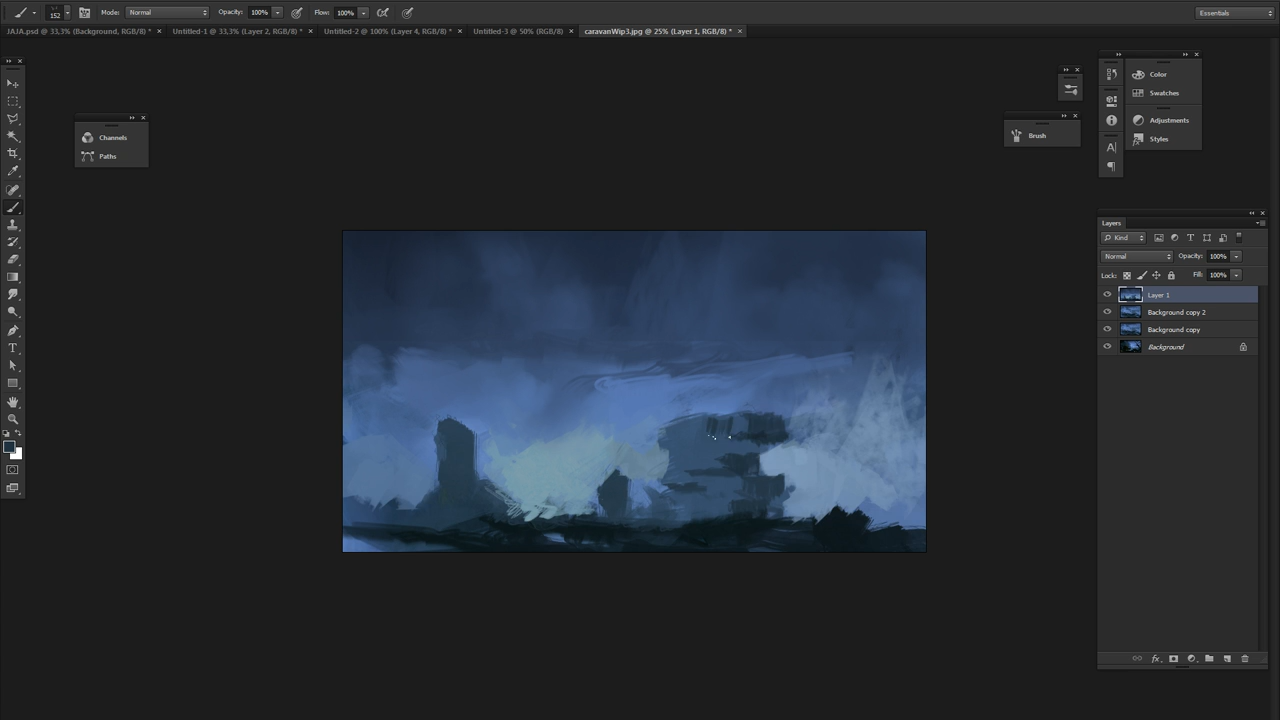 152
Mode: Normal Opacity: 100% Flow: 100% Essentials
JAJA.psd @ 33,3% (Background, RGB/8) * × Untitled-1 @ 33,3% (Layer 2, RGB/8) * × Untitled-2 @ 100% (Layer 4, RGB/8) * × Untitled-3 @ 50% (RGB/8) × caravanWip3.jpg @ 25% (Layer 1, RGB/8) * ×
Color
Swatches
Adjustments
Styles
Channels
Paths
Brush
Layers
Kind
Normal Opacity: 100%
Lock: Fill: 100%
Layer 1
Background copy 2
Background copy
Background